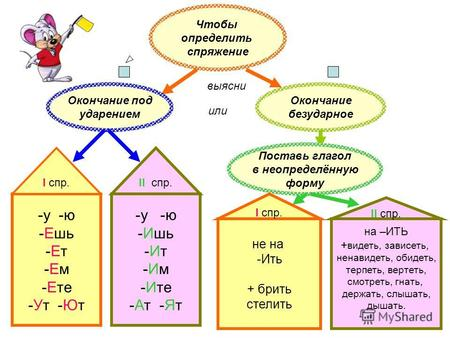 Чтобы
определить
спряжение
выясни
или
Окончание под
ударением
Окончание
безударное
Поставь глагол
в неопределённую
форму
I спр.
-у -ю
-Ешь
-Ет
-Ем
-Ете
-Ут -Ют
II спр.
-у -ю
-Ишь
-Ит
-Им
-Ите
-Ат -Ят
I спр.
не на
-Ить
+ брить
стелить
II спр.
на –ИТЬ
+видеть, зависеть,
ненавидеть, обидеть,
терпеть, вертеть,
смотреть, гнать,
держать, слышать,
дышать.
MyShared